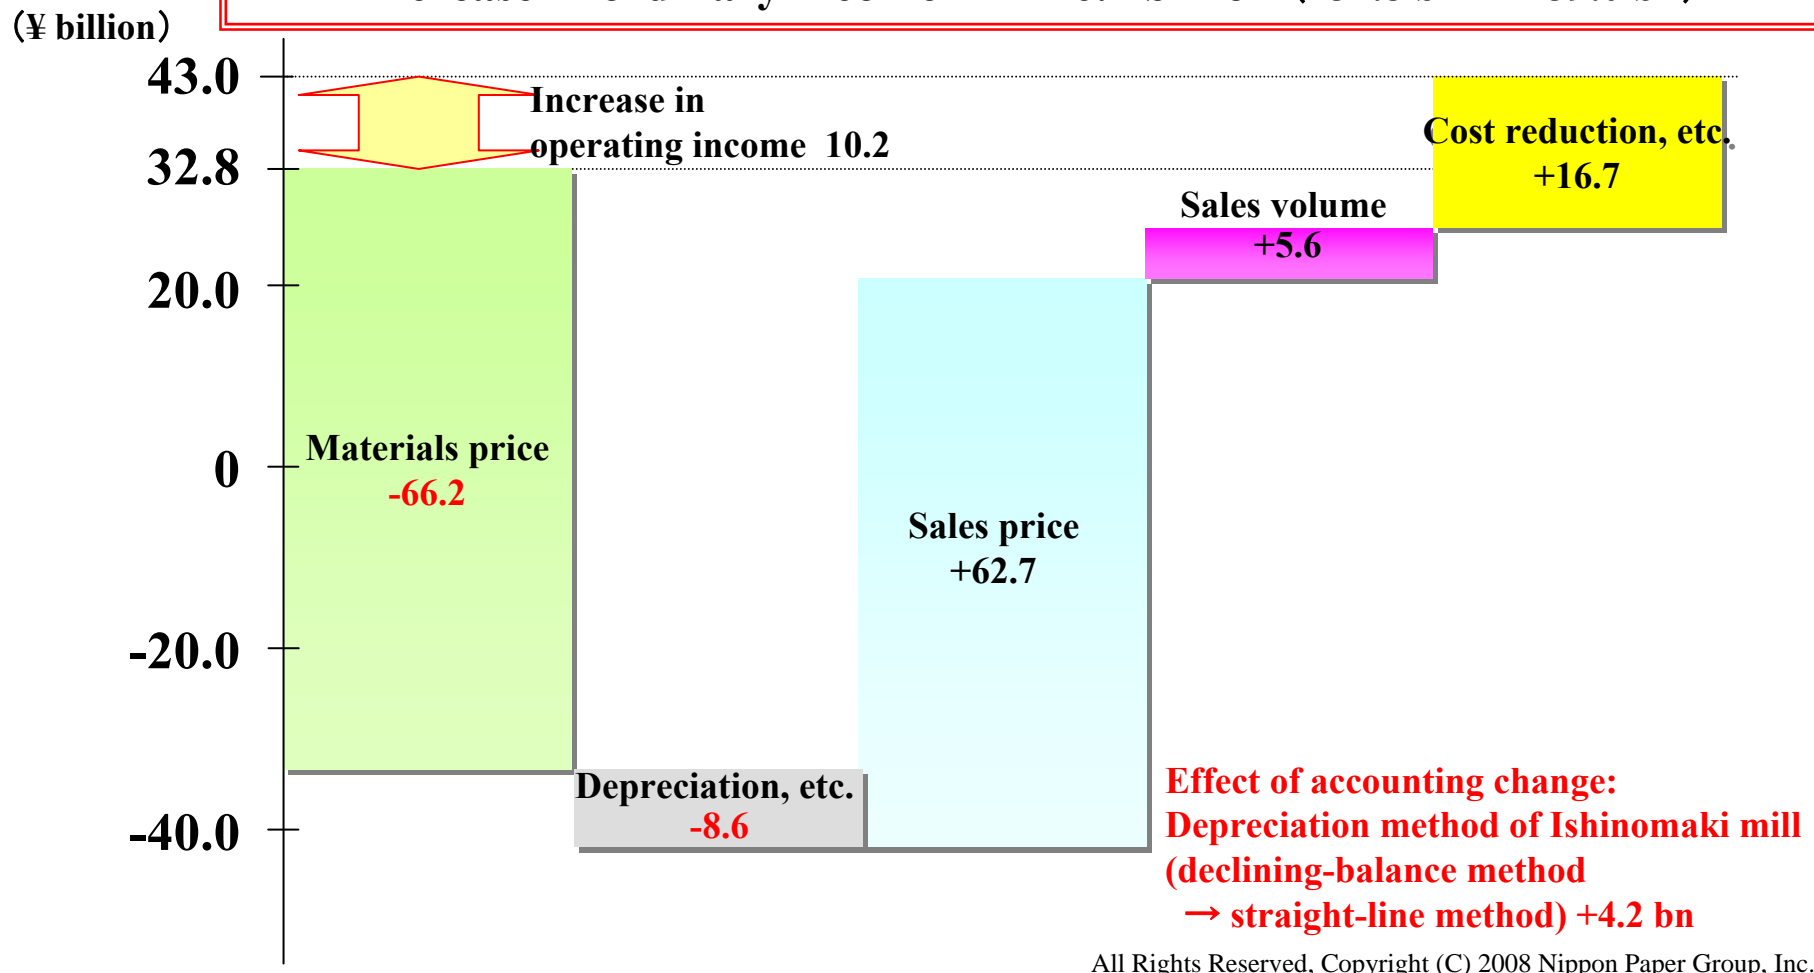 (¥ billion)
43.0
Increase in
operating income 10.2
Cost reduction, etc.
+16.7
32.8
Sales volume
+5.6
20.0
Materials price
-66.2
0
Sales price
+62.7
-20.0
Depreciation, etc.
-8.6
-40.0
Effect of accounting change:
Depreciation method of Ishinomaki mill
(declining-balance method
→ straight-line method) +4.2 bn
All Rights Reserved, Copyright (C) 2008 Nippon Paper Group, Inc.